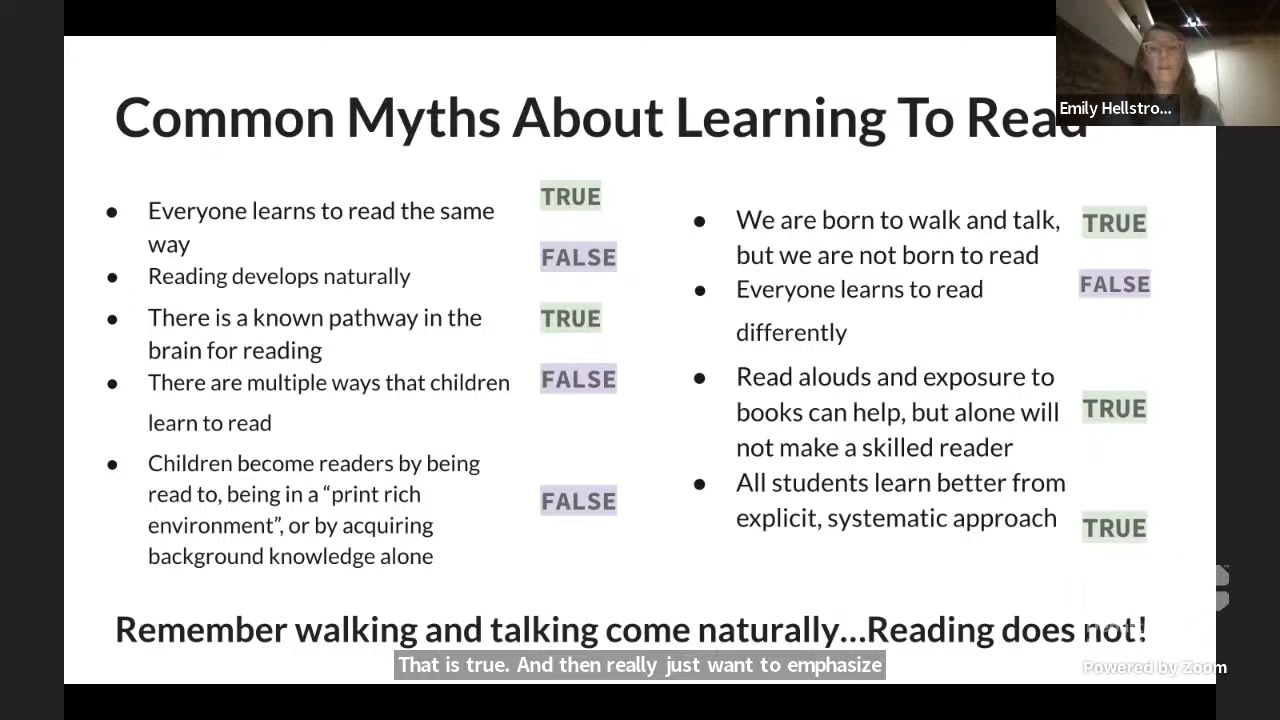 Emily Hellstro...
Common Myths About Learning To Read
Everyone learns to read the same
way
TRUE
Reading develops naturally
FALSE
There is a known pathway in the
brain for reading
TRUE
There are multiple ways that children
learn to read
FALSE
Children become readers by being
read to, being in a “print rich
environment”, or by acquiring
background knowledge alone
FALSE
We are born to walk and talk,
but we are not born to read
TRUE
Everyone learns to read
differently
FALSE
Read alouds and exposure to
books can help, but alone will
not make a skilled reader
TRUE
All students learn better from
explicit, systematic approach
TRUE
Remember walking and talking come naturally...Reading does not!
That is true. And then really just want to emphasize
Powered by Zoom